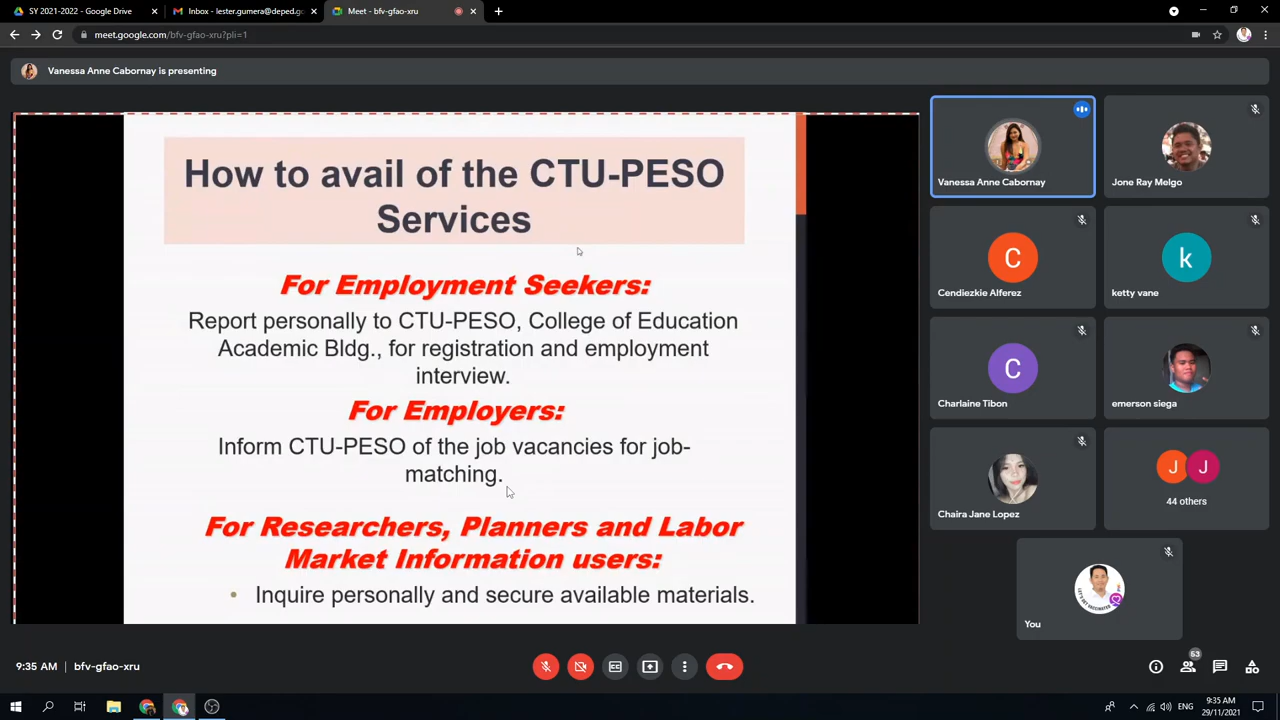 SY 2021-2022 - Google Drive
Inbox - lester.gumera@deped.go
Meet - bfv-gfao-xru
meet.google.com/bfv-gfao-xru?pli=1
Vanessa Anne Cabornay is presenting
How to avail of the CTU-PESO
Services
For Employment Seekers:
Report personally to CTU-PESO, College of Education
Academic Bldg., for registration and employment
interview.
For Employers:
Inform CTU-PESO of the job vacancies for job-
matching.
For Researchers, Planners and Labor
Market Information users:
• Inquire personally and secure available materials.
Vanessa Anne Cabornay
Jone Ray Melgo
C
Cendiezkie Alferez
k
ketty vane
C
Charlaine Tibon
emerson siega
Chaira Jane Lopez
J J
44 others
You
9:35 AM | bfv-gfao-xru
53
ENG
9:35 AM
29/11/2021